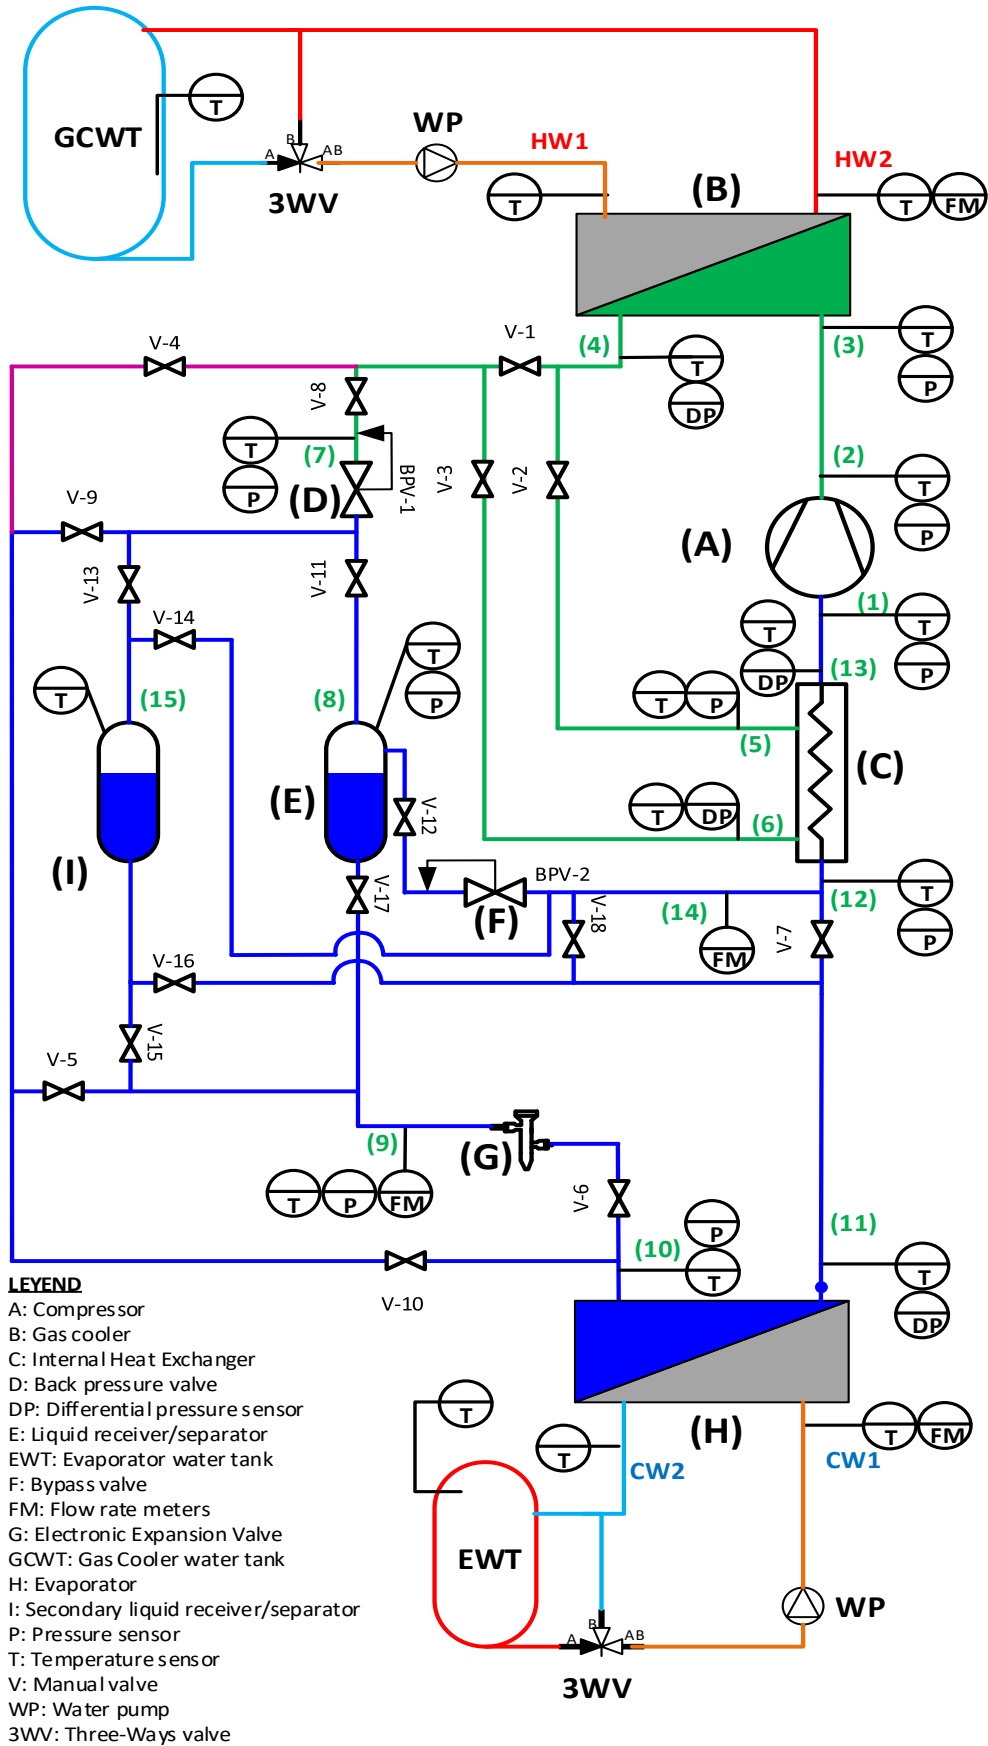 T
GCWT
WP
B
A
AB
3WV
HW1
HW2
T
(B)
T
FM
V-1
(4)
(3)
T
P
V-4
T
DP
V-8
T
P
(7)
BPV-1
(D)
V-3
V-2
(2)
T
P
V-9
(A)
V-13
V-11
V-14
(1)
T
P
T
DP
(13)
T
T
P
(15)
(8)
T
P
(5)
(C)
(E)
V-12
T
DP
(6)
(I)
V-17
BPV-2
(F)
V-18
(14)
FM
(12)
T
P
V-7
V-16
V-15
V-5
(9)
T
P
FM
(G)
V-6
(10)
P
T
(11)
T
DP
V-10
LEYEND
A: Compressor
B: Gas cooler
C: Internal Heat Exchanger
D: Back pressure valve
DP: Differential pressure sensor
E: Liquid receiver/separator
EWT: Evaporator water tank
F: Bypass valve
FM: Flow rate meters
G: Electronic Expansion Valve
GCWT: Gas Cooler water tank
H: Evaporator
I: Secondary liquid receiver/separator
P: Pressure sensor
T: Temperature sensor
V: Manual valve
WP: Water pump
3WV: Three-Ways valve
T
T
(H)
T
FM
CW2
CW1
EWT
WP
B
A
AB
3WV